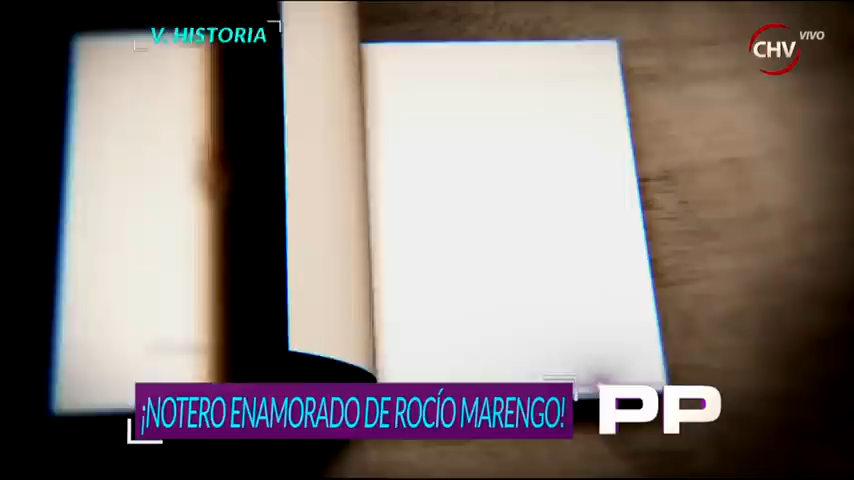 V. HISTORIA
CHV VIVO
¡NOTERO ENAMORADO DE ROCÍO MARENGO!
PP